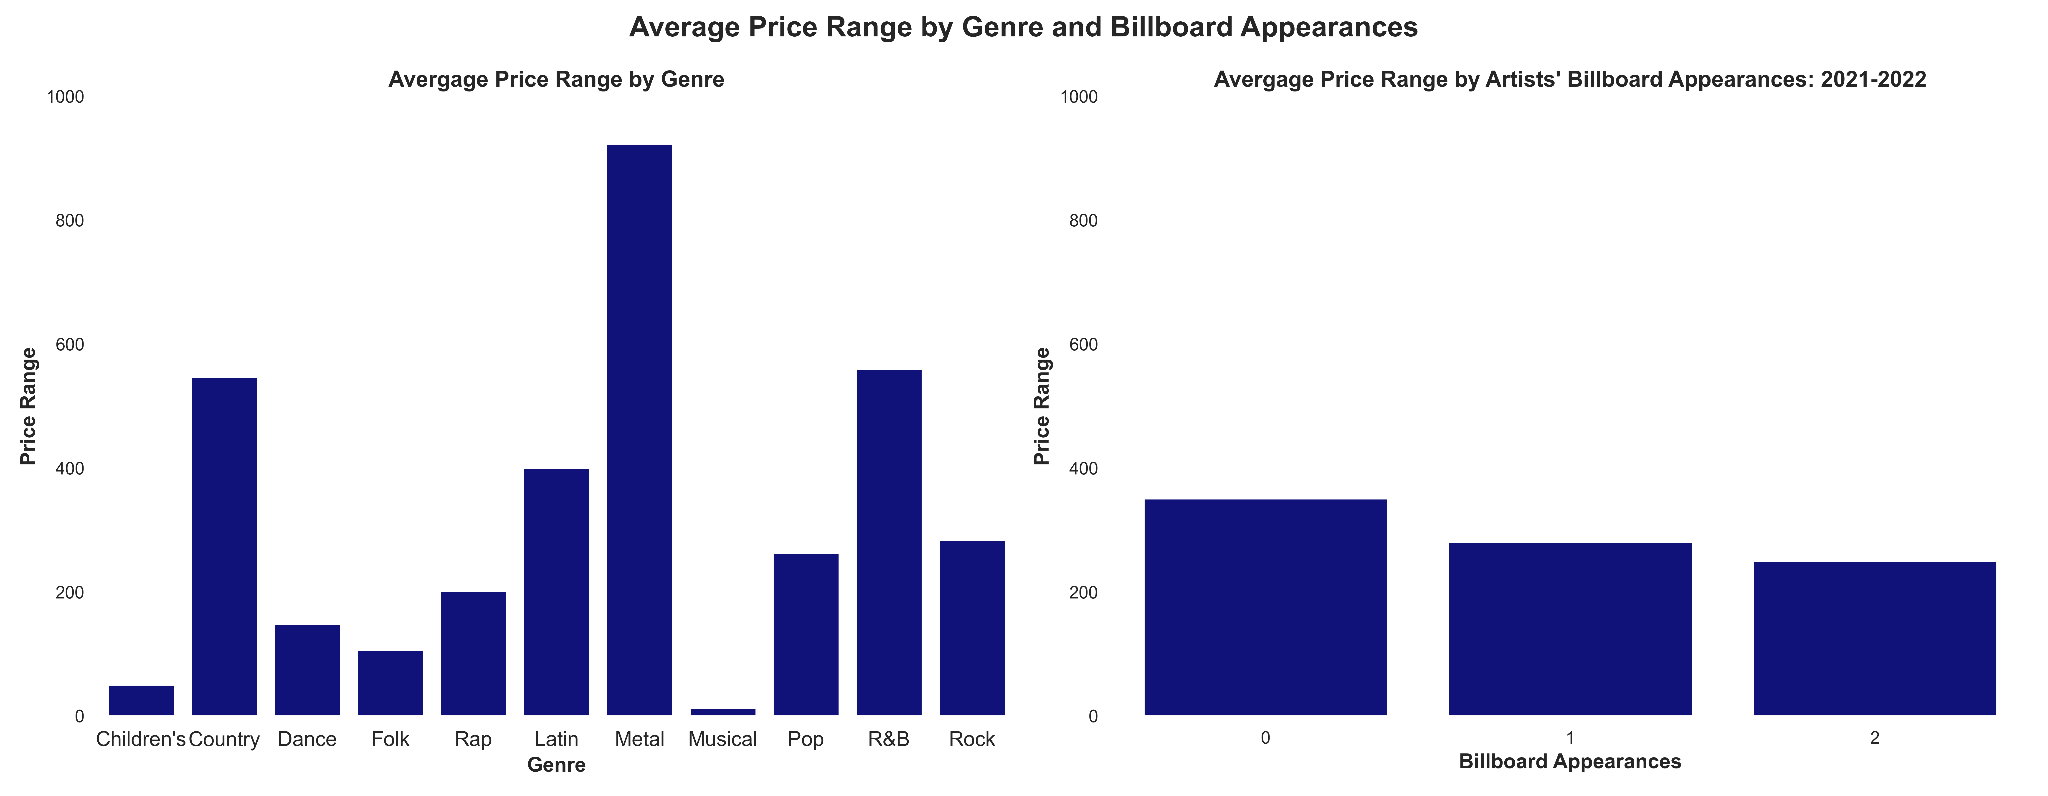 Average Price Range by Genre and Billboard Appearances
Avergage Price Range by Genre
1000
800
600
400
200
0
Price Range
Children's Country Dance Folk Rap Latin Metal Musical Pop R&B Rock
Genre
Avergage Price Range by Artists' Billboard Appearances: 2021-2022
1000
800
600
400
200
0
Price Range
0 1 2
Billboard Appearances